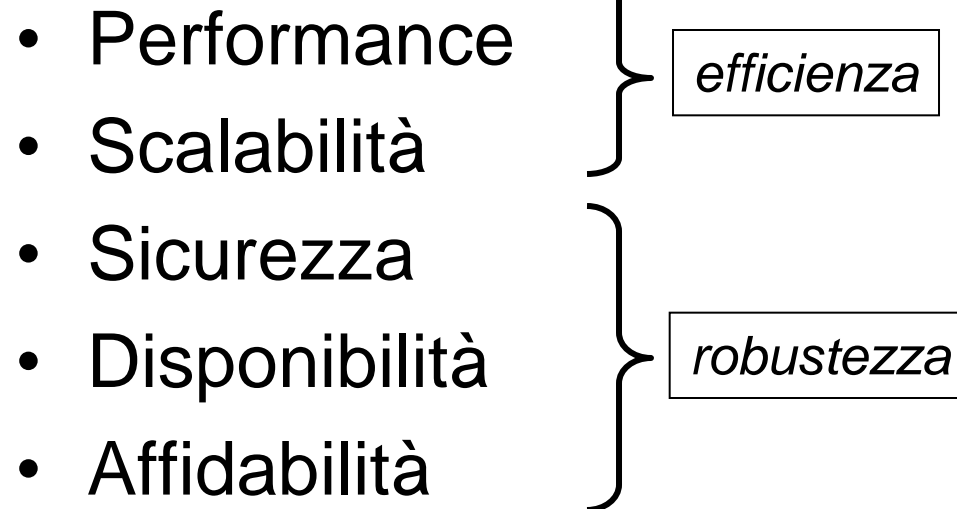 • Performance
efficienza
• Scalabilità
• Sicurezza
• Disponibilità
robustezza
• Affidabilità